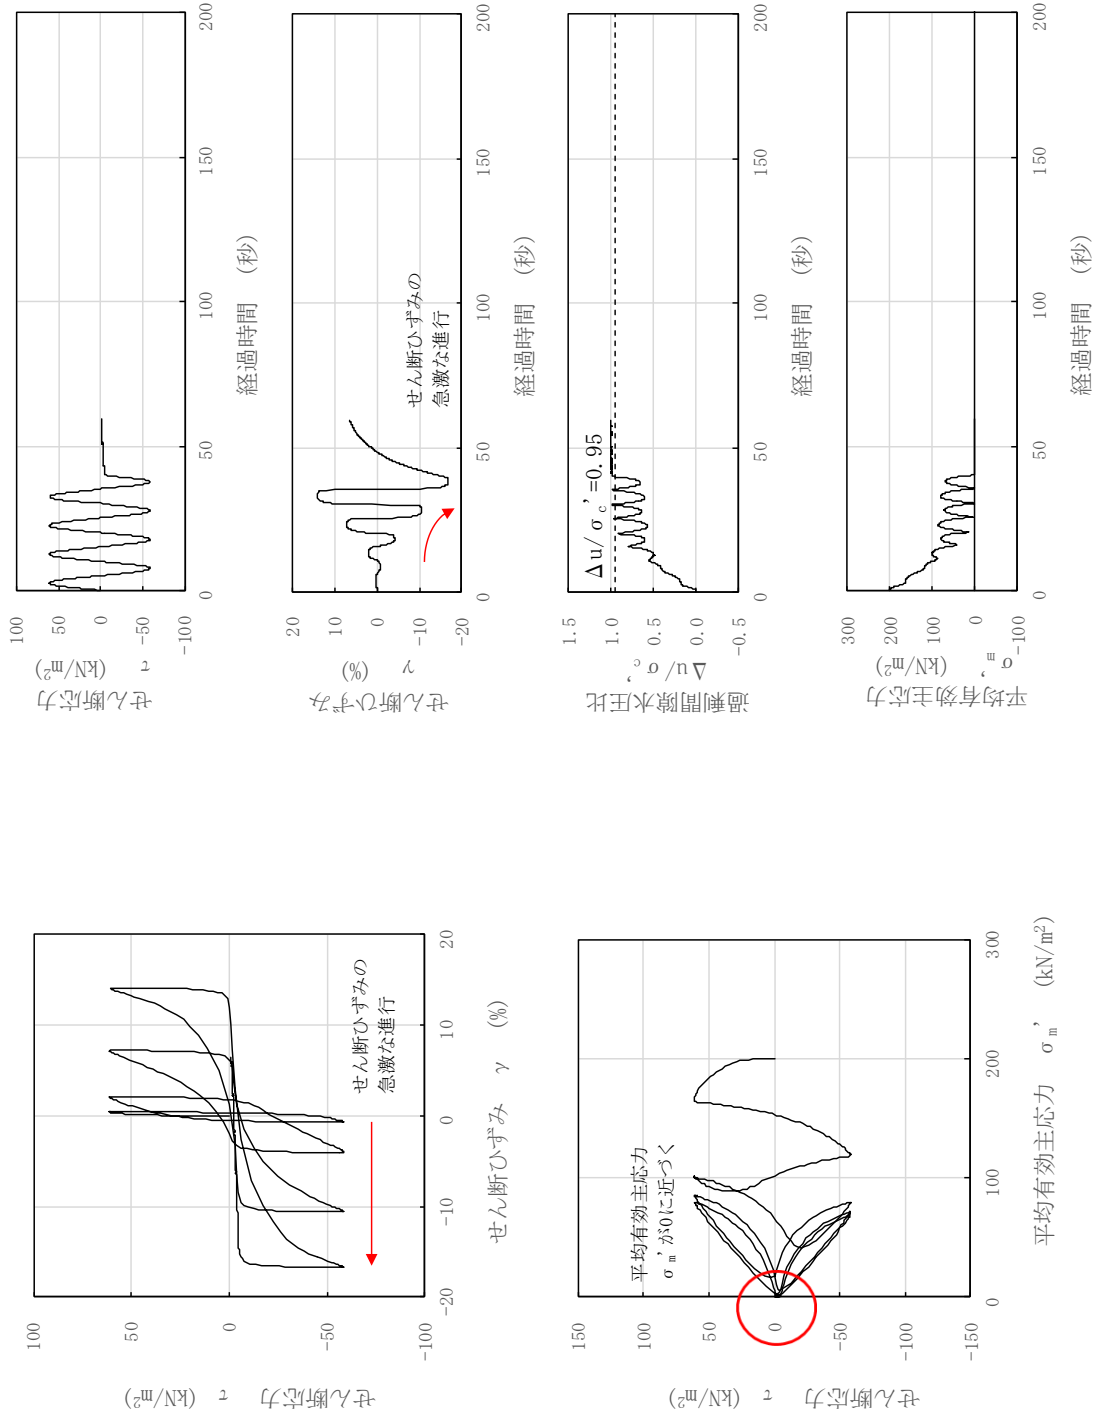 100
50
0
-50
-100
せん断応力
τ (kN/m²)
0
50
100
150
200
経過時間 (秒)
20
10
0
-10
-20
せん断ひずみ
γ (%)
せん断ひずみの
急激な進行
0
50
100
150
200
経過時間 (秒)
1.5
1.0
0.5
0.0
-0.5
過剰間隙水圧比
Δu/σc'
Δu/σc'=0.95
0
50
100
150
200
経過時間 (秒)
300
200
100
0
-100
平均有効主応力
σm' (kN/m²)
0
50
100
150
200
経過時間 (秒)
100
50
0
-50
-100
せん断応力 τ (kN/m²)
せん断ひずみの
急激な進行
-20
-10
0
10
20
せん断ひずみ γ (%)
150
100
50
0
-50
-100
-150
せん断応力 τ (kN/m²)
平均有効主応力
σm'が0に近づく
0
100
200
300
平均有効主応力 σm' (kN/m²)